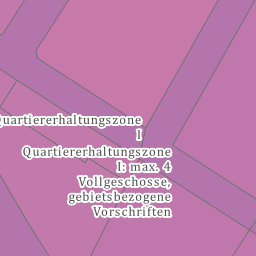 Quartiererhaltungszone
I
Quartiererhaltungszone
I: max. 4
Vollgeschosse,
gebietsbezogene
Vorschriften